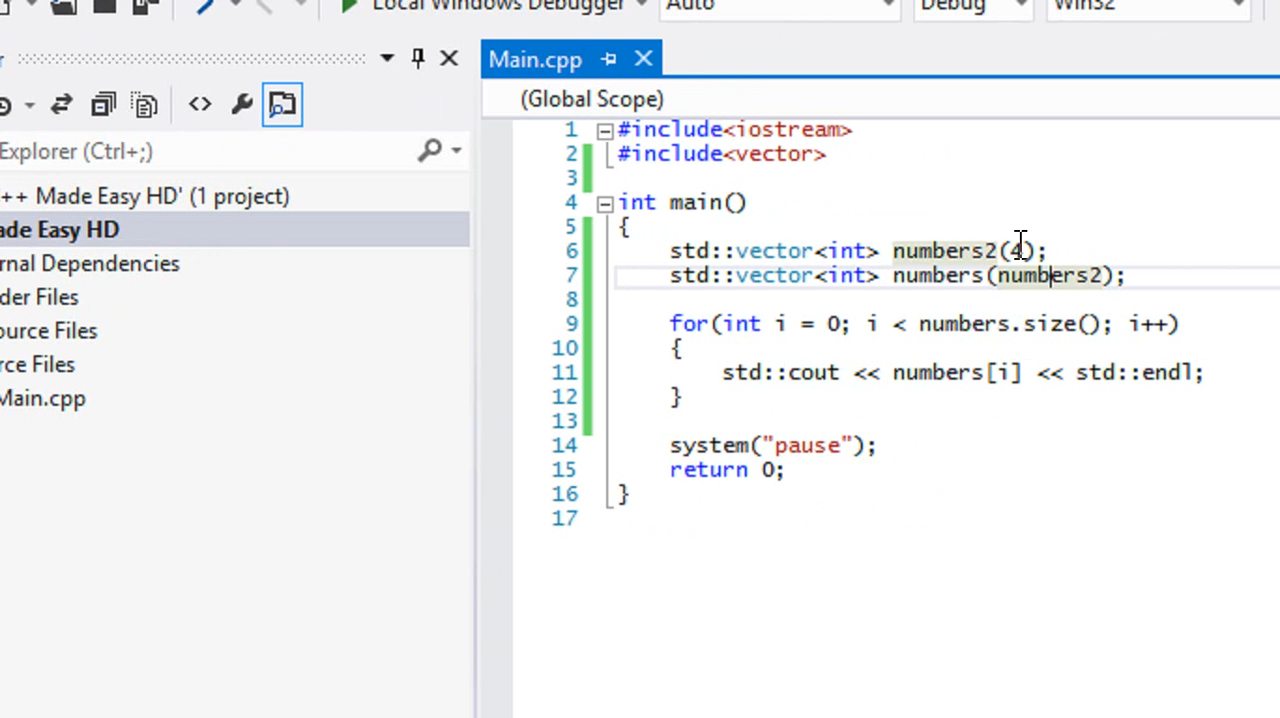 Local Windows Debugger Auto Debug Win32
Main.cpp
(Global Scope)
Explorer (Ctrl+;)
++ Made Easy HD' (1 project)
ade Easy HD
rnal Dependencies
der Files
ource Files
rce Files
Main.cpp
1 #include<iostream>
2 #include<vector>
3
4 int main()
5 {
6 std::vector<int> numbers2(4);
7 std::vector<int> numbers(numbers2);
8
9 for(int i = 0; i < numbers.size(); i++)
10 {
11 std::cout << numbers[i] << std::endl;
12 }
13
14 system("pause");
15 return 0;
16 }
17